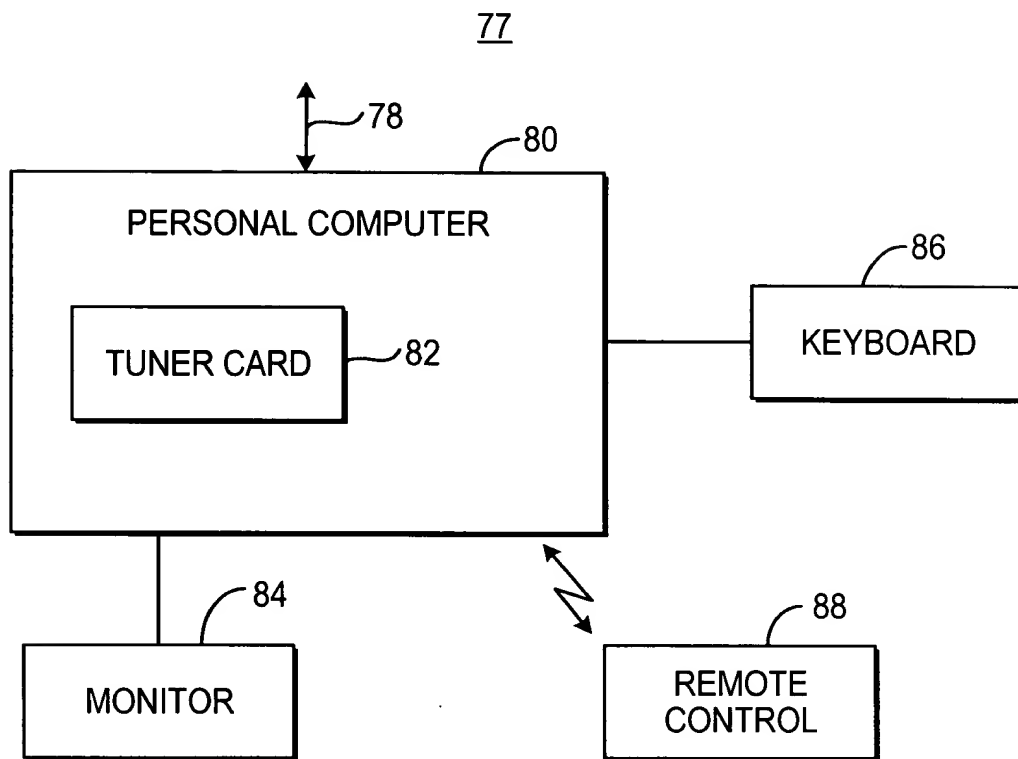 77
78
80
PERSONAL COMPUTER
86
KEYBOARD
TUNER CARD
82
84
MONITOR
88
REMOTE
CONTROL